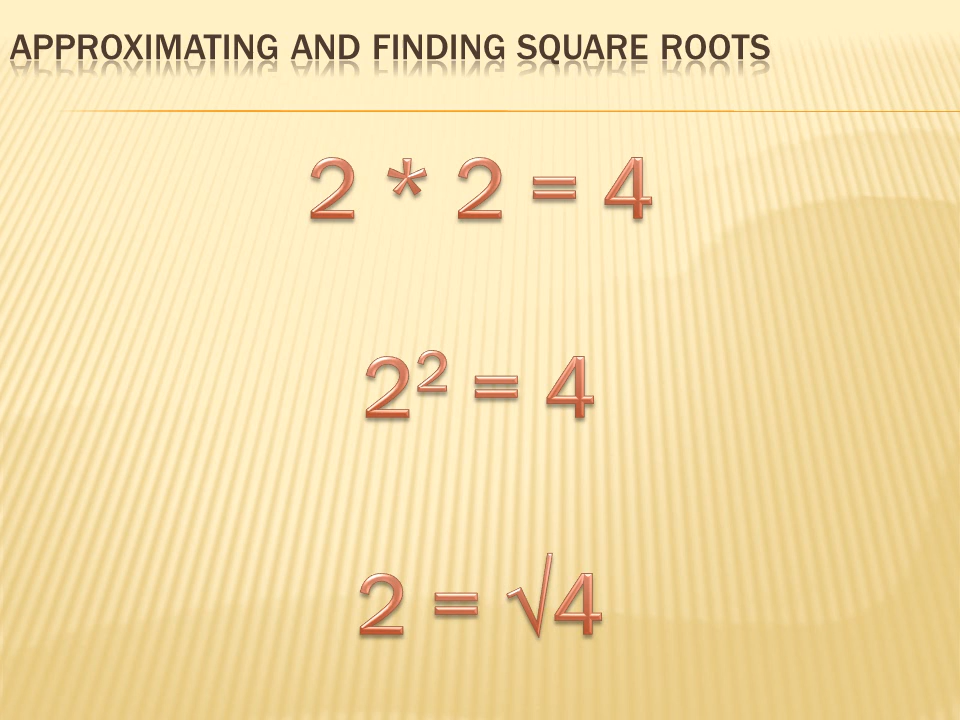 APPROXIMATING AND FINDING SQUARE ROOTS
2 * 2 = 4
2² = 4
2 = √4